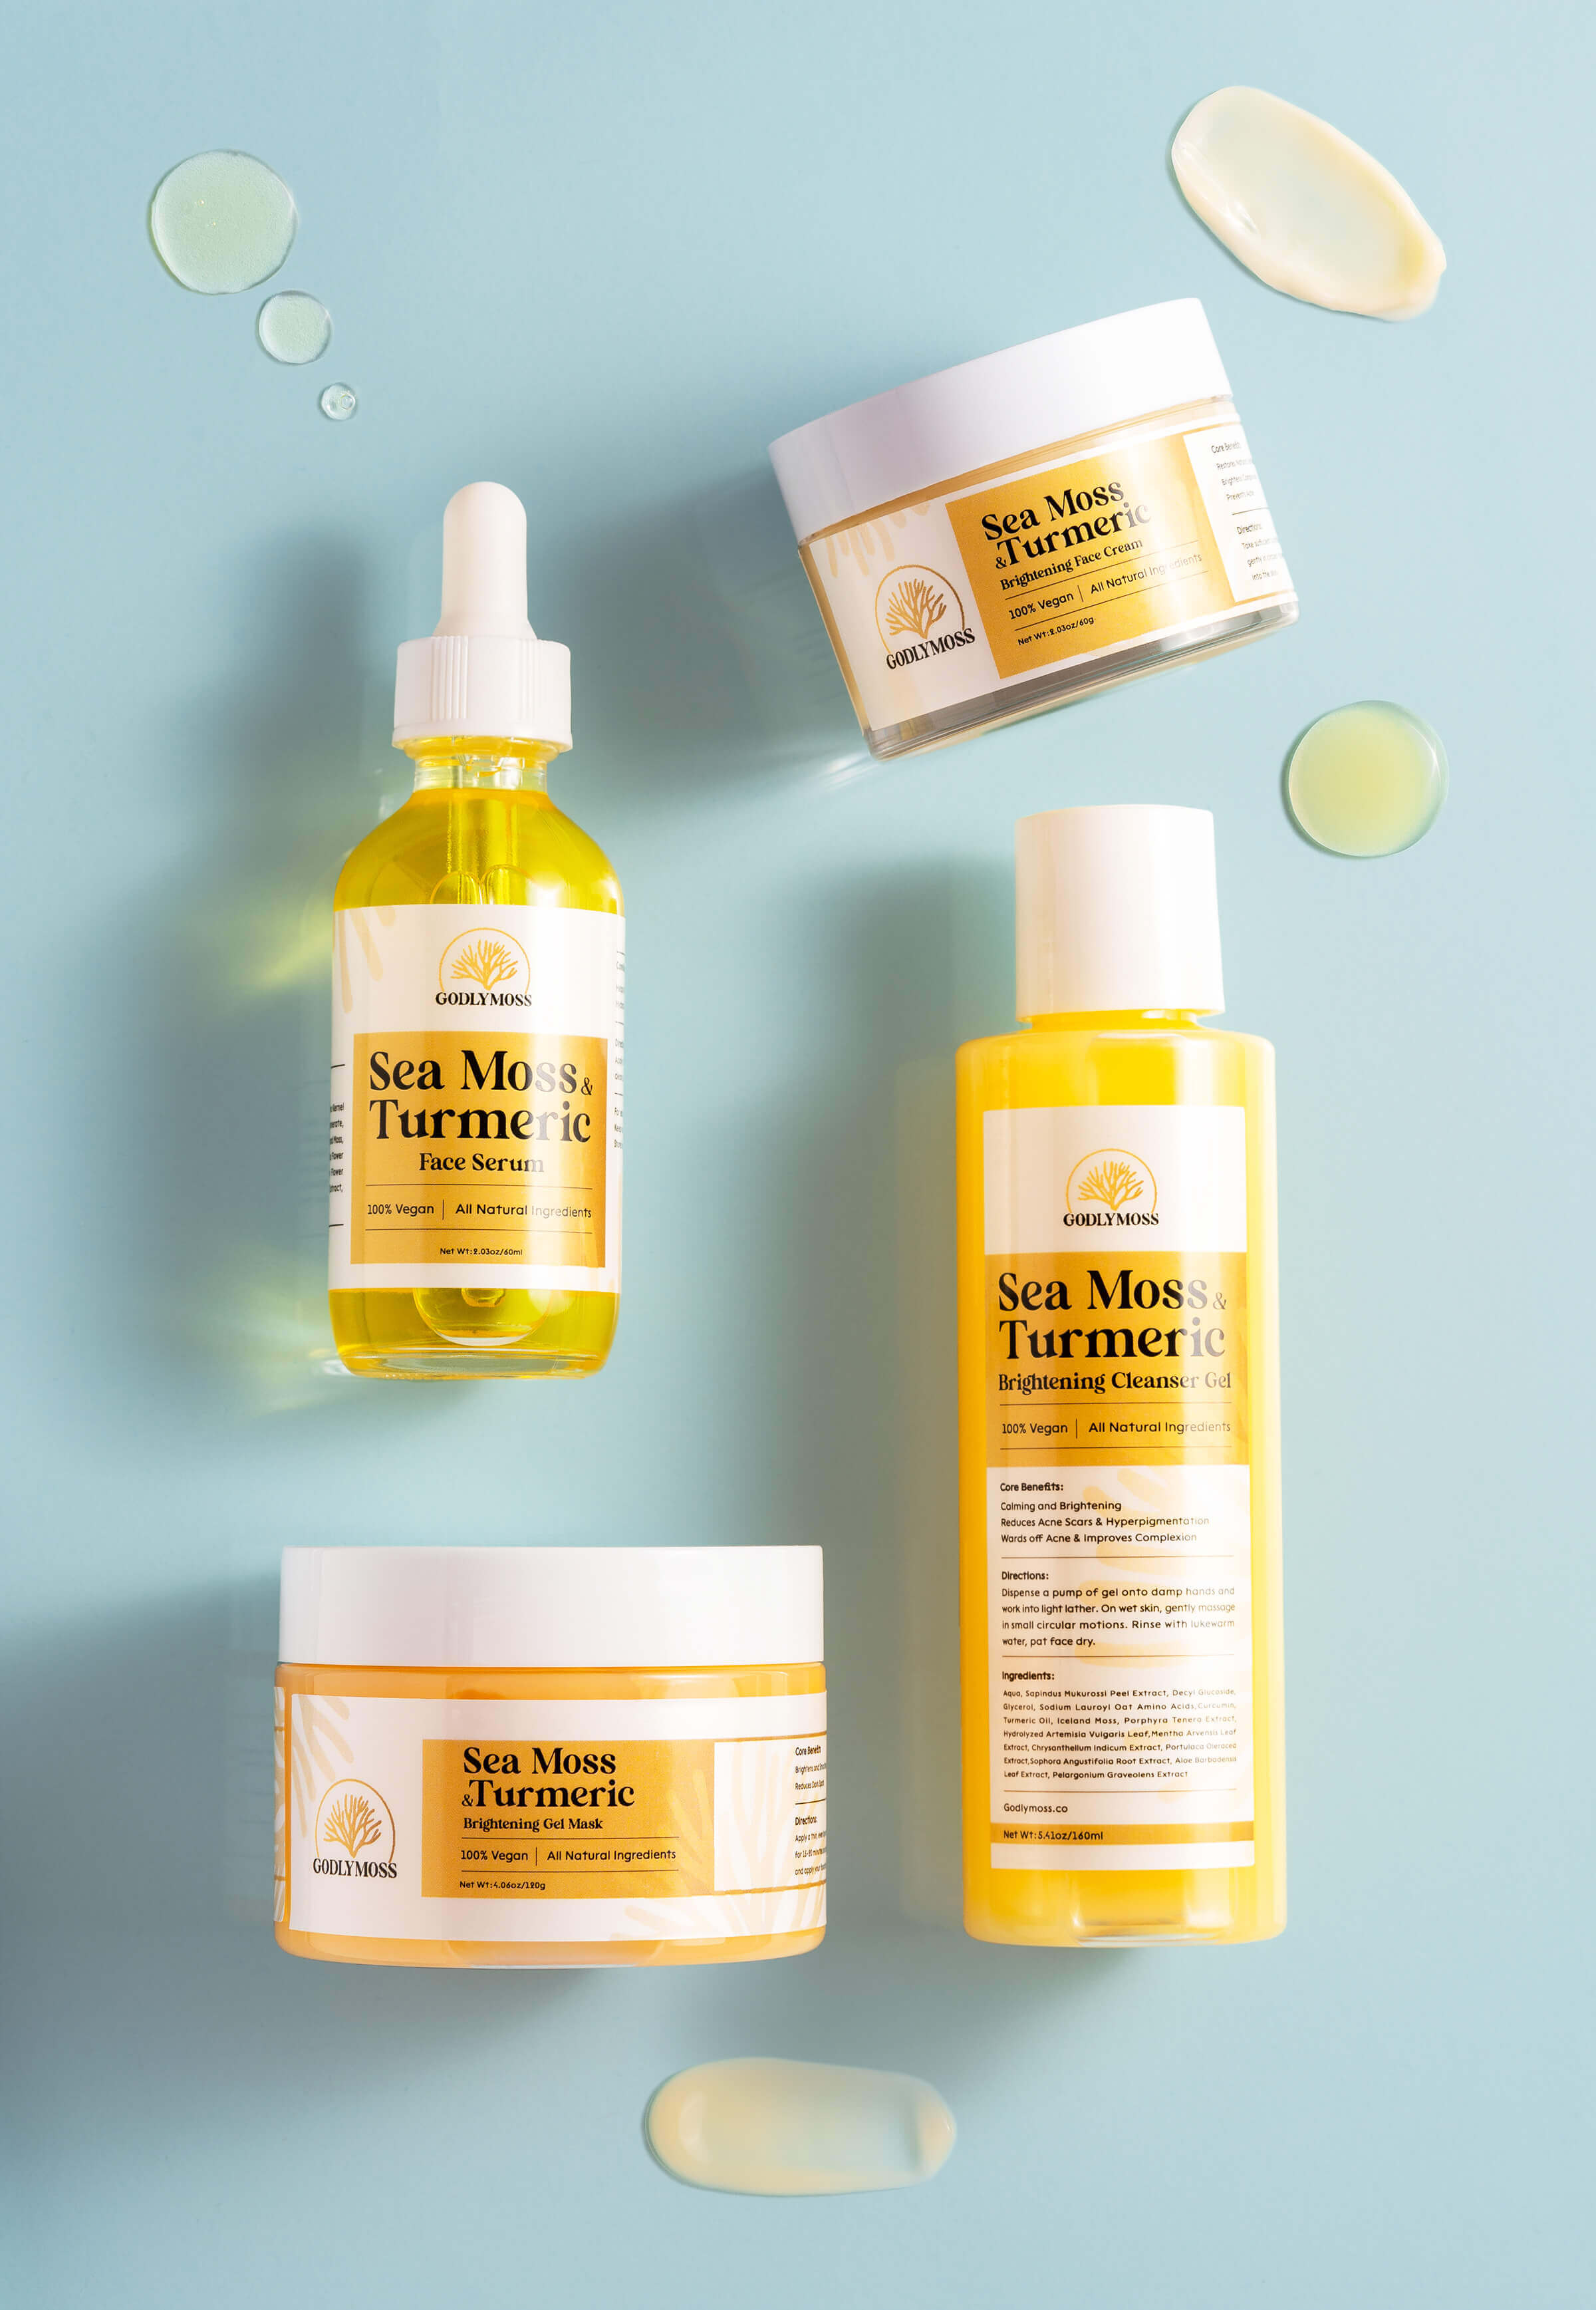 Sea Moss
&Turmeric
Brightening Face Cream
100% Vegan | All Natural Ingredients
Net Wt:2.03oz/60g
GODLYMOSS
Core Benefits
Directions:
into the
GODLYMOSS
Sea Moss &
Turmeric
Face Serum
100% Vegan | All Natural Ingredients
Net Wt:2.03oz/60ml
GODLYMOSS
Sea Moss &
Turmeric
Brightening Cleanser Gel
100% Vegan | All Natural Ingredients
Core Benefits:
Calming and Brightening
Reduces Acne Scars & Hyperpigmentation
Wards off Acne & Improves Complexion
Directions:
Dispense a pump of gel onto damp hands and
work into light lather. On wet skin, gently massage
in small circular motions. Rinse with lukewarm
water, pat face dry.
Ingredients:
Aqua, Sapindus Mukurossi Peel Extract, Decyl Glucoside,
Glycerol, Sodium Lauroyl Oat Amino Acids, Curcumin,
Turmeric Oil, Iceland Moss, Porphyra Tenera Extract,
Hydrolyzed Artemisia Vulgaris Leaf, Mentha Arvensis Leaf
Extract, Chrysanthellum Indicum Extract, Portulaca Oleracea
Extract, Sophora Angustifolia Root Extract, Aloe Barbadensis
Leaf Extract, Pelargonium Graveolens Extract
Godlymoss.co
Net Wt:5.41oz/160ml
Sea Moss
&Turmeric
Brightening Gel Mask
100% Vegan | All Natural Ingredients
Net Wt:4.06oz/120g
GODLYMOSS
Core Benefits
Directions: